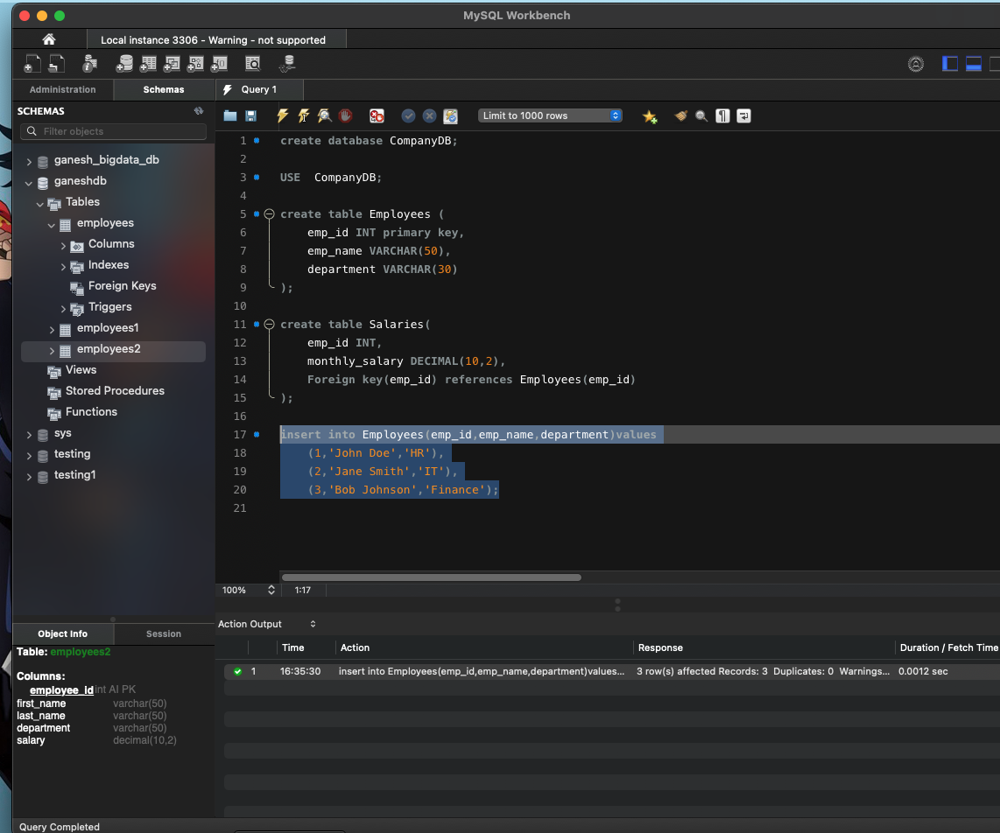 MySQL Workbench
Local instance 3306 - Warning - not supported
Administration
Schemas
Query 1
SCHEMAS
Filter objects
Limit to 1000 rows
ganesh_bigdata_db
ganeshdb
Tables
employees
Columns
Indexes
Foreign Keys
Triggers
employees1
employees2
Views
Stored Procedures
Functions
sys
testing
testing1
1 create database CompanyDB;
2
3 USE  CompanyDB;
4
5 create table Employees (
6     emp_id INT primary key,
7     emp_name VARCHAR(50),
8     department VARCHAR(30)
9 );
10
11 create table Salaries(
12     emp_id INT,
13     monthly_salary DECIMAL(10,2),
14     Foreign key(emp_id) references Employees(emp_id)
15 );
16
17 insert into Employees(emp_id,emp_name,department)values
18     (1,'John Doe','HR'),
19     (2,'Jane Smith','IT'),
20     (3,'Bob Johnson','Finance');
21
100% 1:17
Object Info
Session
Table: employees2
Columns:
employee_id int AI PK
first_name varchar(50)
last_name varchar(50)
department varchar(50)
salary decimal(10,2)
Action Output
Time Action Response Duration / Fetch Time
1 16:35:30 insert into Employees(emp_id,emp_name,department)values... 3 row(s) affected Records: 3  Duplicates: 0  Warnings... 0.0012 sec
Query Completed